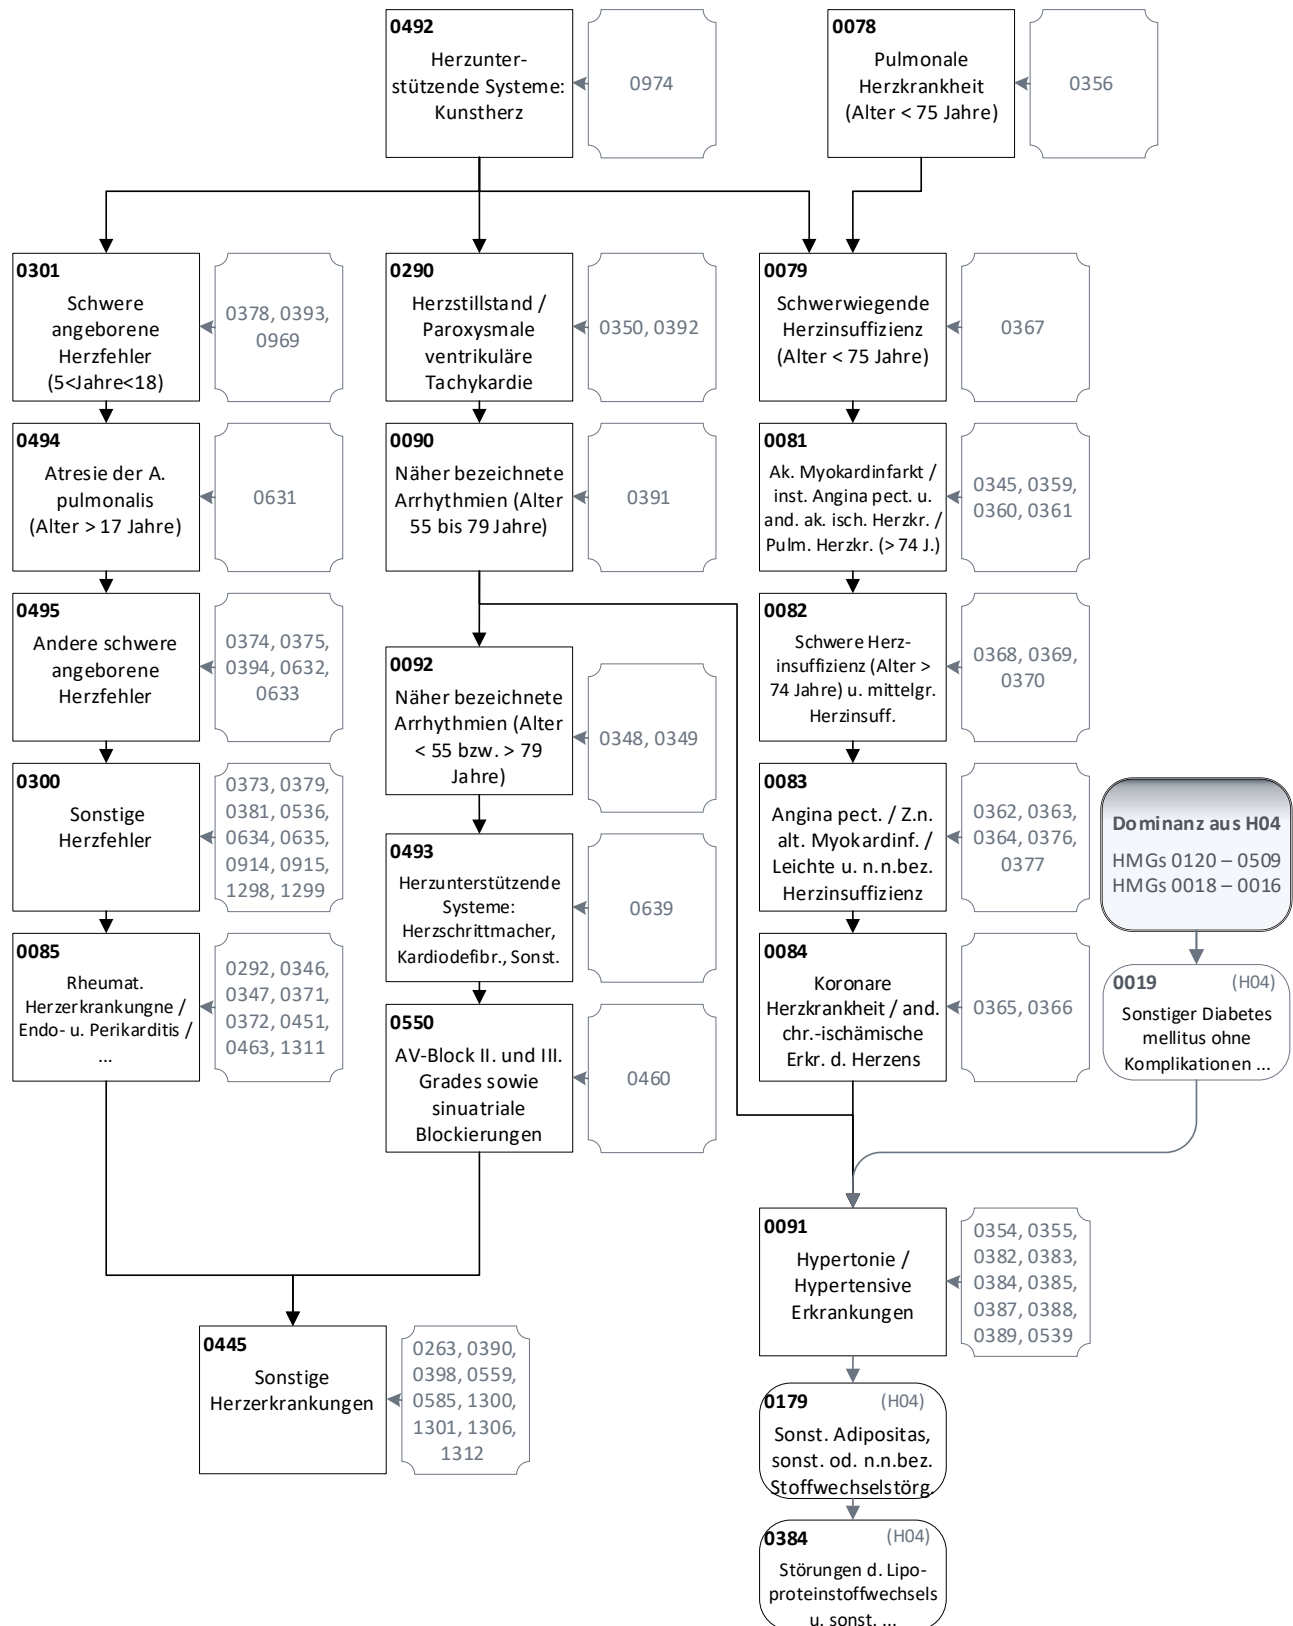 0492
Herzunter-
stützende Systeme:
Kunstherz
0974
0078
Pulmonale
Herzkrankheit
(Alter < 75 Jahre)
0356
0301
Schwere
angeborene
Herzfehler
(5<Jahre<18)
0378, 0393,
0969
0290
Herzstillstand /
Paroxysmale
ventrikuläre
Tachykardie
0350, 0392
0079
Schwerwiegende
Herzinsuffizienz
(Alter < 75 Jahre)
0367
0494
Atresie der A.
pulmonalis
(Alter > 17 Jahre)
0631
0090
Näher bezeichnete
Arrhythmien (Alter
55 bis 79 Jahre)
0391
0081
Ak. Myokardinfarkt /
inst. Angina pect. u.
and. ak. isch. Herzkr. /
Pulm. Herzkr. (> 74 J.)
0345, 0359,
0360, 0361
0495
Andere schwere
angeborene
Herzfehler
0374, 0375,
0394, 0632,
0633
0092
Näher bezeichnete
Arrhythmien (Alter
< 55 bzw. > 79
Jahre)
0348, 0349
0082
Schwere Herz-
insuffizienz (Alter >
74 Jahre) u. mittelgr.
Herzinsuff.
0368, 0369,
0370
0300
Sonstige
Herzfehler
0373, 0379,
0381, 0536,
0634, 0635,
0914, 0915,
1298, 1299
0493
Herzunterstützende
Systeme:
Herzschrittmacher,
Kardiodefibr., Sonst.
0639
0083
Angina pect. / Z.n.
alt. Myokardinf. /
Leichte u. n.n.bez.
Herzinsuffizienz
0362, 0363,
0364, 0376,
0377
Dominanz aus H04
HMGs 0120 – 0509
HMGs 0018 – 0016
0085
Rheumat.
Herzerkrankungne /
Endo- u. Perikarditis /
...
0292, 0346,
0347, 0371,
0372, 0451,
0463, 1311
0550
AV-Block II. und III.
Grades sowie
sinuatriale
Blockierungen
0460
0084
Koronare
Herzkrankheit / and.
chr.-ischämische
Erkr. d. Herzens
0365, 0366
0019 (H04)
Sonstiger Diabetes
mellitus ohne
Komplikationen ...
0091
Hypertonie /
Hypertensive
Erkrankungen
0354, 0355,
0382, 0383,
0384, 0385,
0387, 0388,
0389, 0539
0445
Sonstige
Herzerkrankungen
0263, 0390,
0398, 0559,
0585, 1300,
1301, 1306,
1312
0179 (H04)
Sonst. Adipositas,
sonst. od. n.n.bez.
Stoffwechselstörg.
0384 (H04)
Störungen d. Lipo-
proteinstoffwechsels
u. sonst. ...